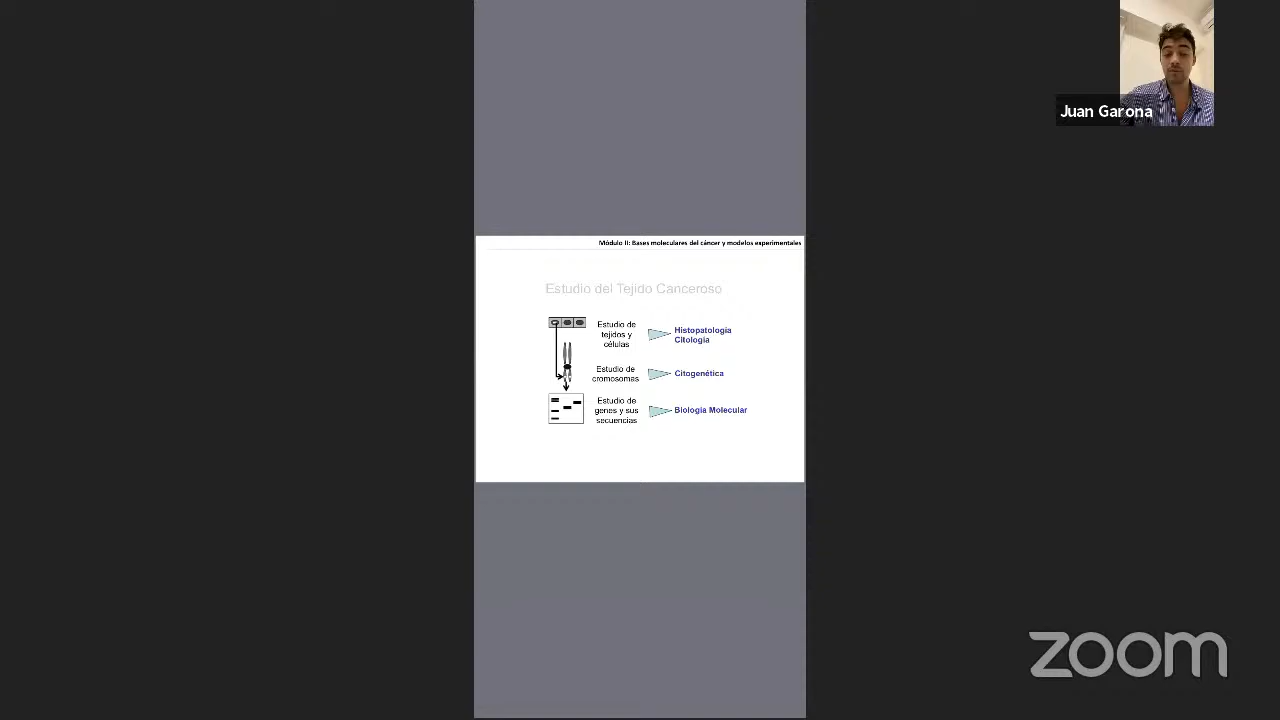 Juan Garona
Módulo II: Bases moleculares del cáncer y modelos experimentales
Estudio del Tejido Canceroso
Estudio de
tejidos y
células
Histopatología
Citología
Estudio de
cromosomas
Citogenética
Estudio de
genes y sus
secuencias
Biología Molecular
zoom